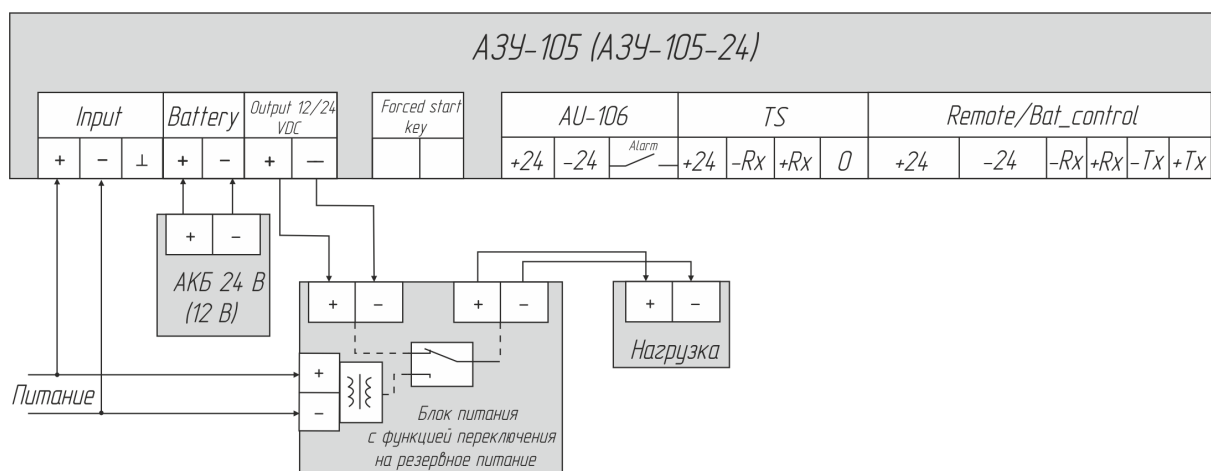 АЗУ-105 (АЗУ-105-24)
Input Battery Output 12/24 VDC Forced start key AU-106 TS Remote/Bat_control
+ − ⊥ + − + — +24 -24 Alarm +24 -Rx +Rx 0 +24 -24 -Rx +Rx -Tx +Tx
+ −
АКБ 24 В
(12 В)
+ − + − + −
Нагрузка
Питание
+
−
Блок питания
с функцией переключения
на резервное питание